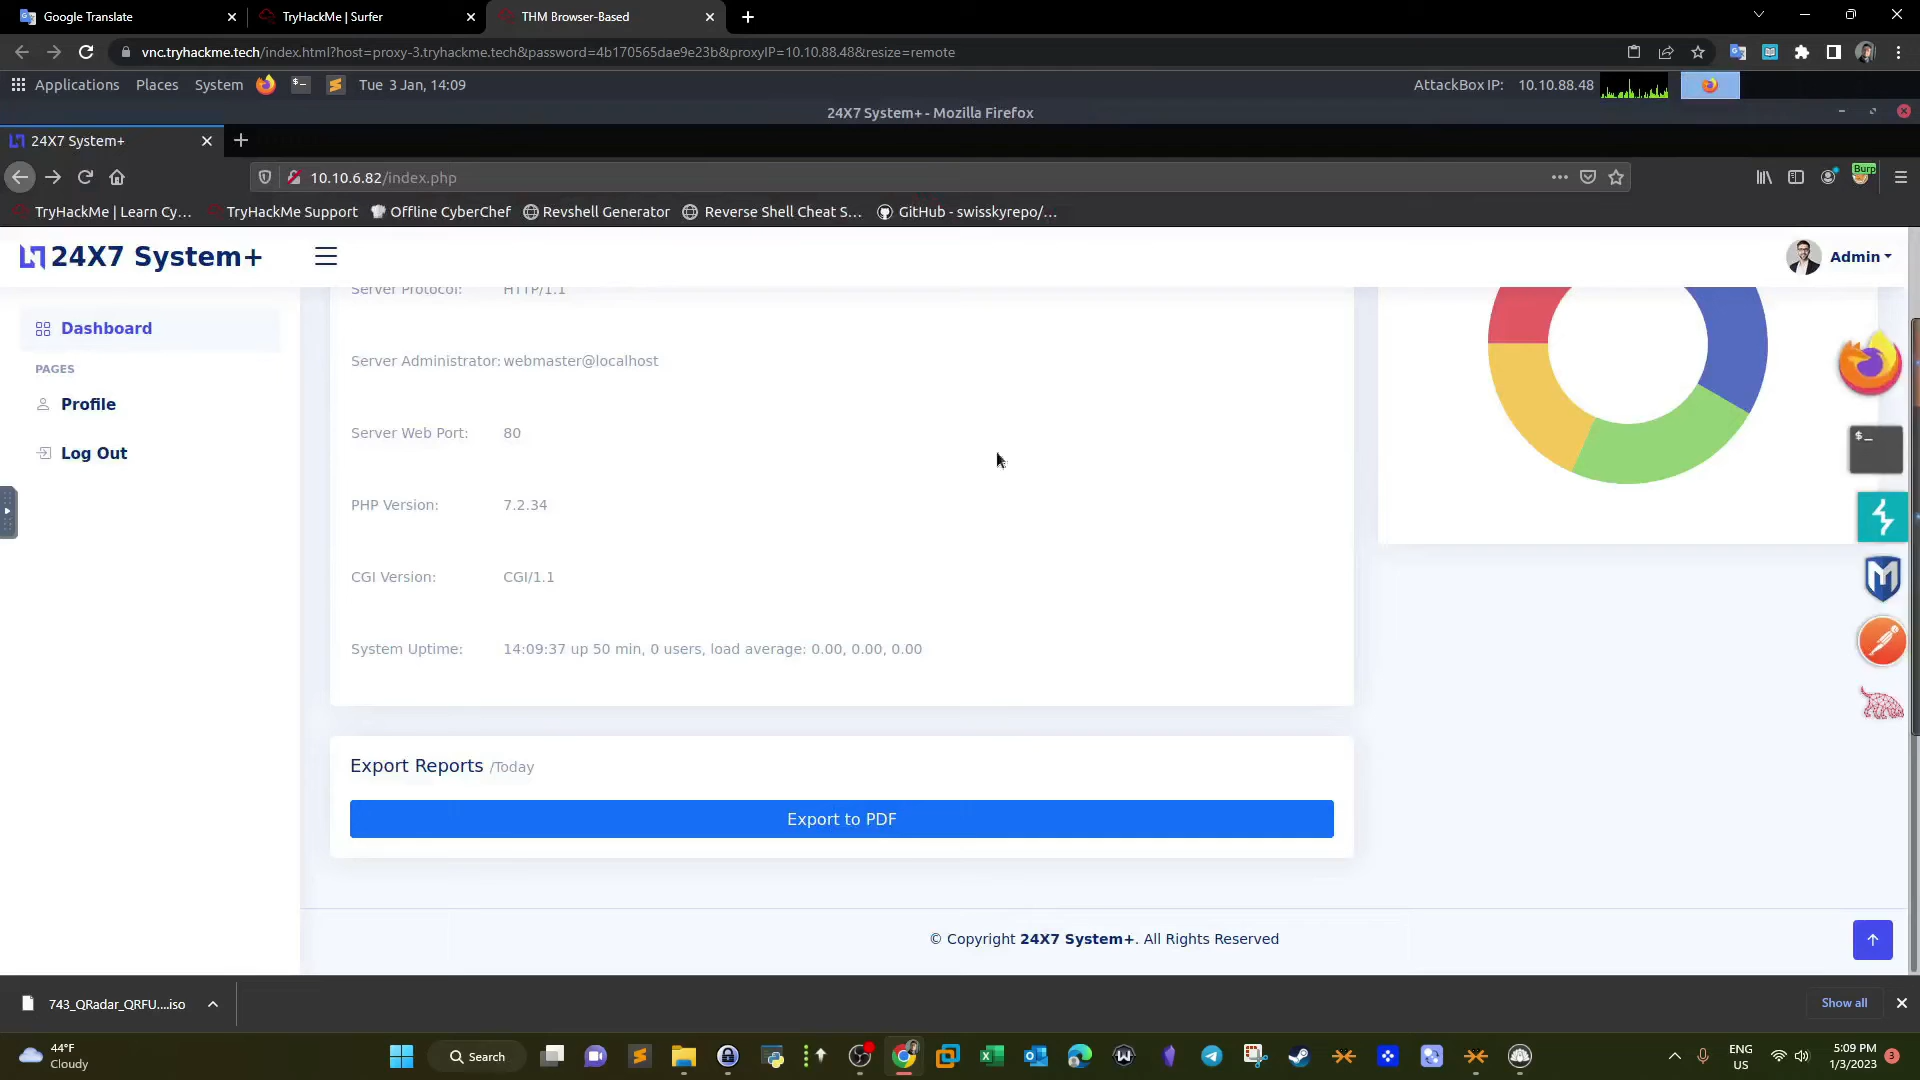 Google Translate
TryHackMe | Surfer
THM Browser-Based
vnc.tryhackme.tech/index.html?host=proxy-3.tryhackme.tech&password=4b170565dae9e23b&proxyIP=10.10.88.48&resize=remote
Applications Places System Tue 3 Jan, 14:09 AttackBox IP: 10.10.88.48
24X7 System+ - Mozilla Firefox
24X7 System+
10.10.6.82/index.php
Burp
TryHackMe | Learn Cy… TryHackMe Support Offline CyberChef Revshell Generator Reverse Shell Cheat S… GitHub - swisskyrepo/…
24X7 System+
Admin
Server Protocol: HTTP/1.1
Dashboard
PAGES
Profile
Log Out
Server Administrator: webmaster@localhost
Server Web Port: 80
PHP Version: 7.2.34
CGI Version: CGI/1.1
System Uptime: 14:09:37 up 50 min, 0 users, load average: 0.00, 0.00, 0.00
Export Reports /Today
Export to PDF
© Copyright 24X7 System+. All Rights Reserved
743_QRadar_QRFU....iso
Show all
44°F
Cloudy
Search
ENG
US
5:09 PM
1/3/2023
3